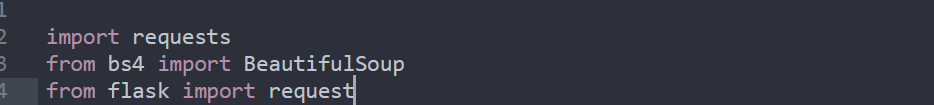 1
2 import requests
3 from bs4 import BeautifulSoup
4 from flask import request